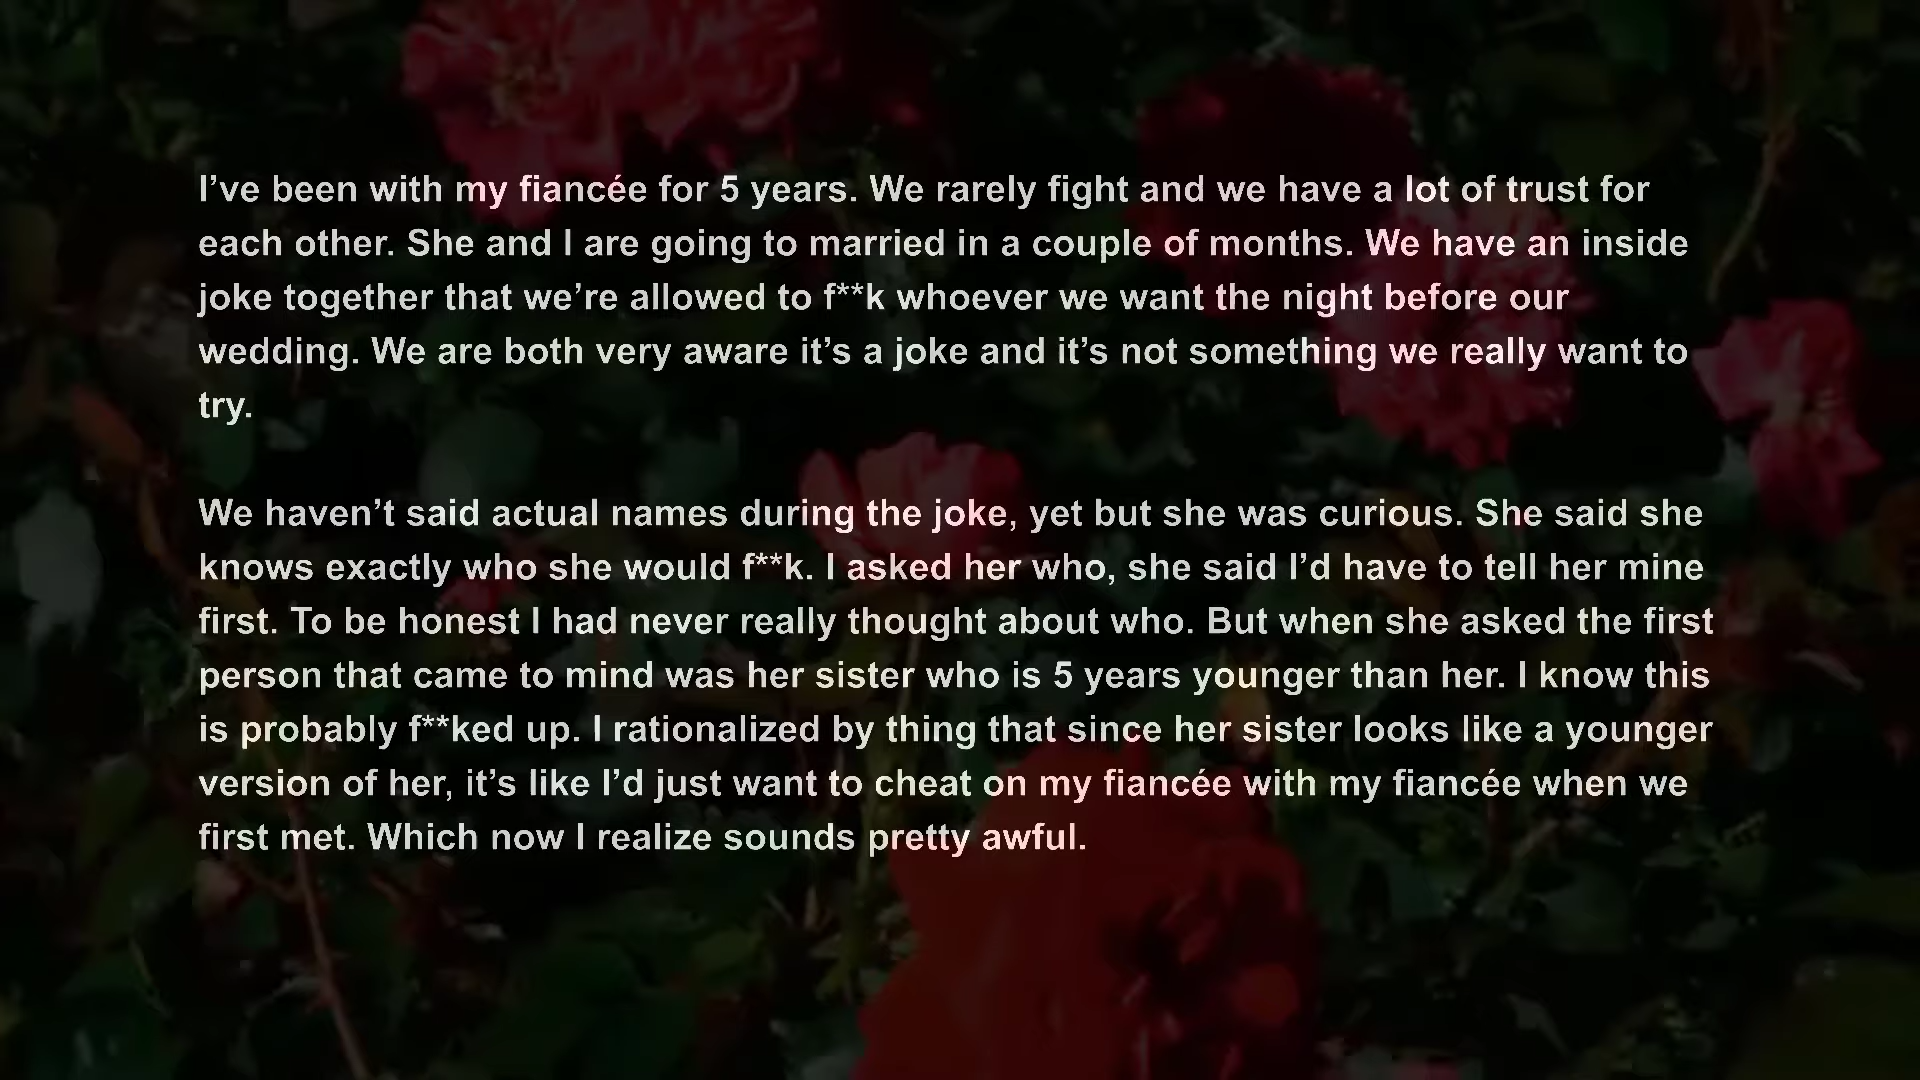 I’ve been with my fiancée for 5 years. We rarely fight and we have a lot of trust for
each other. She and I are going to married in a couple of months. We have an inside
joke together that we’re allowed to f**k whoever we want the night before our
wedding. We are both very aware it’s a joke and it’s not something we really want to
try.
We haven’t said actual names during the joke, yet but she was curious. She said she
knows exactly who she would f**k. I asked her who, she said I’d have to tell her mine
first. To be honest I had never really thought about who. But when she asked the first
person that came to mind was her sister who is 5 years younger than her. I know this
is probably f**ked up. I rationalized by thing that since her sister looks like a younger
version of her, it’s like I’d just want to cheat on my fiancée with my fiancée when we
first met. Which now I realize sounds pretty awful.